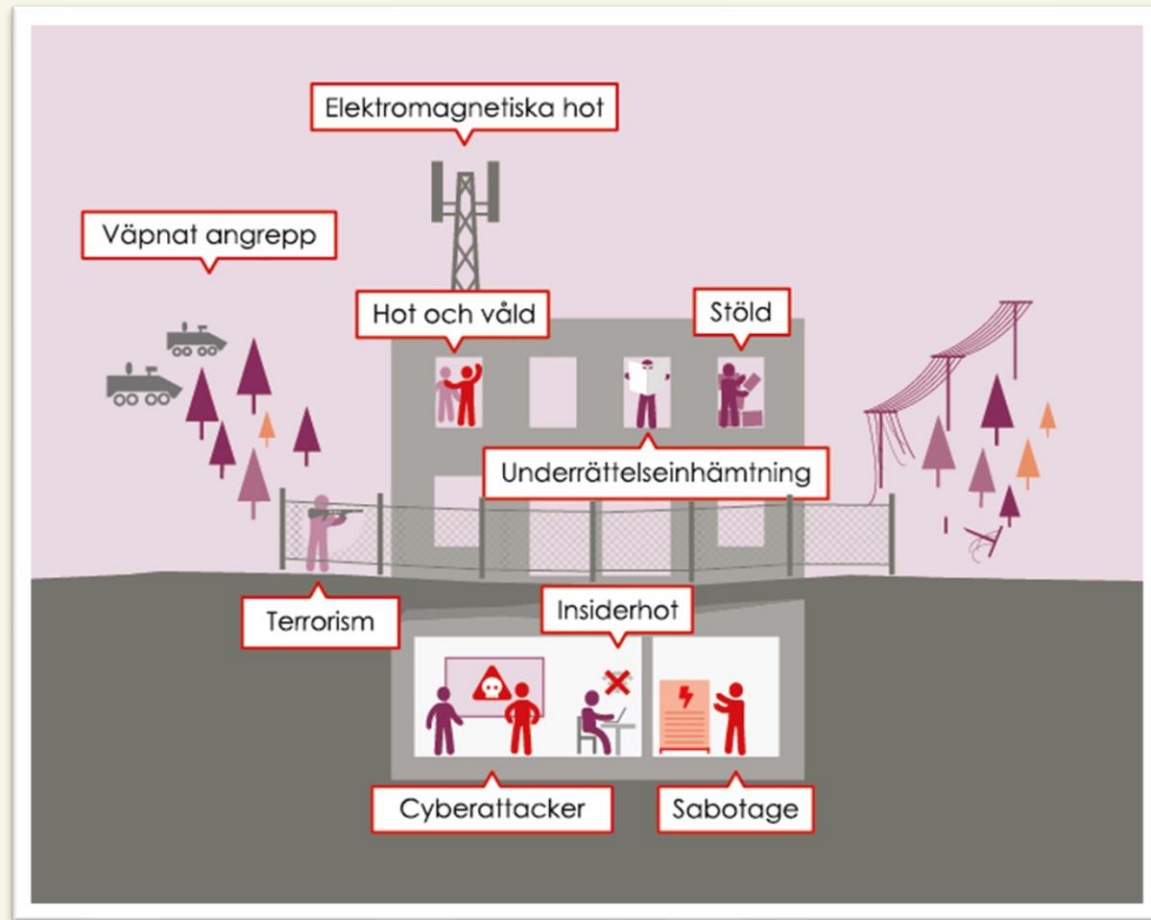 Elektromagnetiska hot
Väpnat angrepp
Hot och våld
Stöld
Underrättelseinhämtning
Terrorism
Insiderhot
Cyberattacker
Sabotage